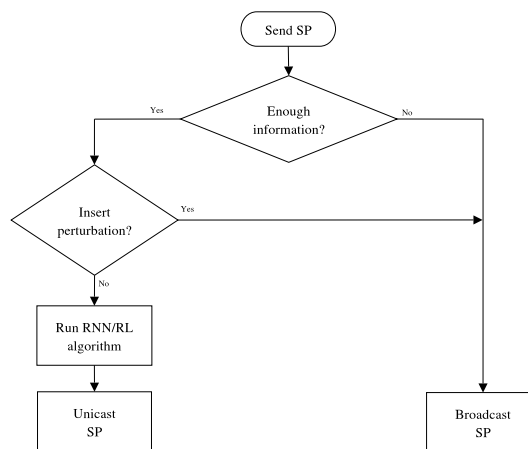 Send SP
Enough
information?
Yes
No
Insert
perturbation?
Yes
No
Run RNN/RL
algorithm
Unicast
SP
Broadcast
SP